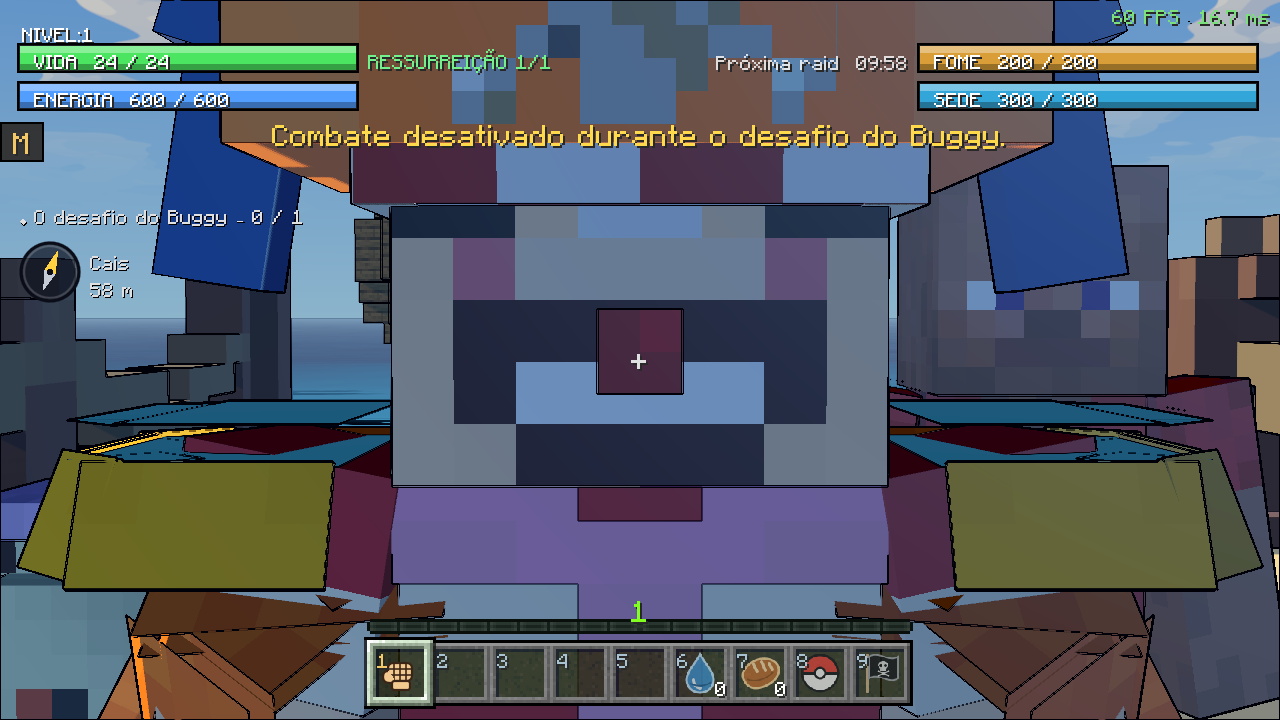 60 FPS . 16.7 ms
NIVEL:1
VIDA 24 / 24
RESSURREIÇÃO 1/1
Próxima raid 09:58
FOME 200 / 200
ENERGIA 600 / 600
SEDE 300 / 300
M
Combate desativado durante o desafio do Buggy.
. O desafio do Buggy - 0 / 1
Cais
58 m
1
1 2 3 4 5 6 7 8 9
0 0